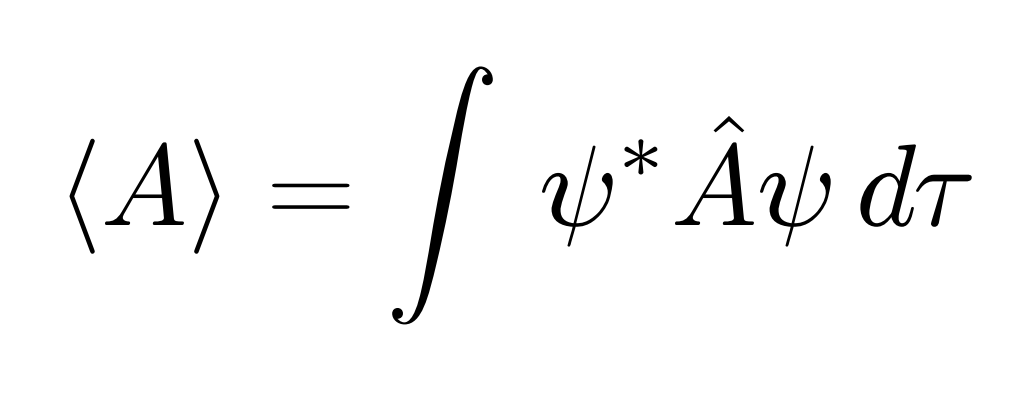 ⟨A⟩ = ∫ ψ* Âψ dτ